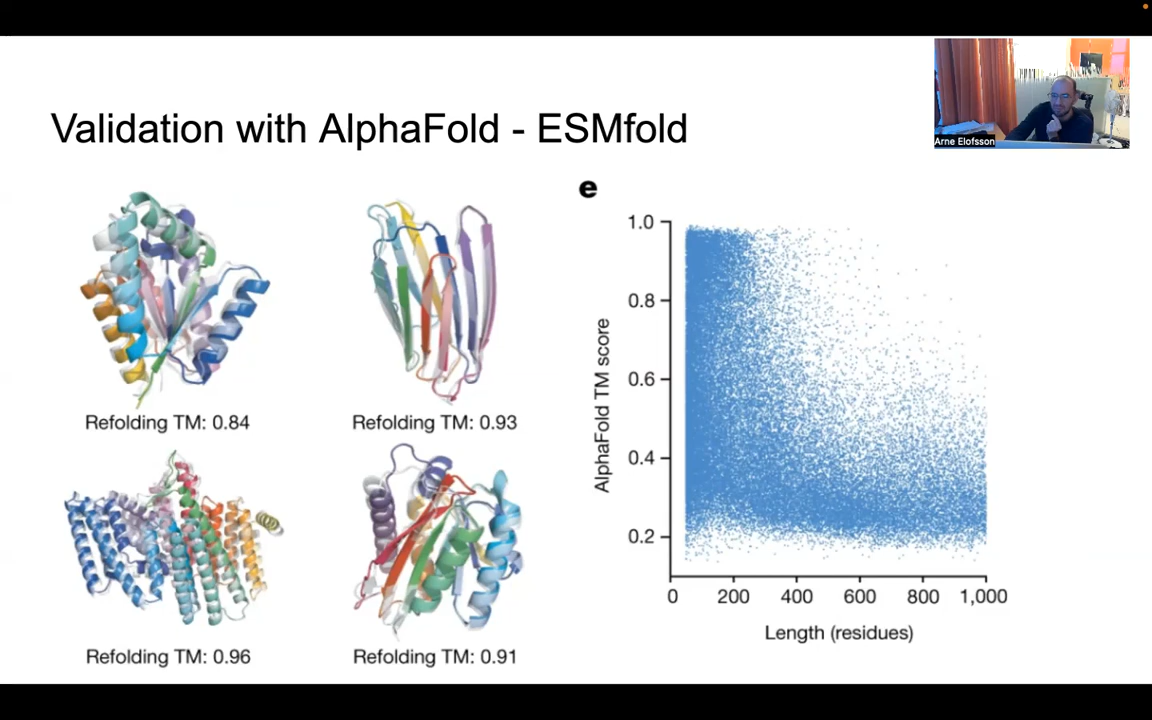 Arne Elofsson
Validation with AlphaFold - ESMfold
Refolding TM: 0.84
Refolding TM: 0.93
Refolding TM: 0.96
Refolding TM: 0.91
e
1.0
0.8
0.6
0.4
0.2
AlphaFold TM score
0 200 400 600 800 1,000
Length (residues)